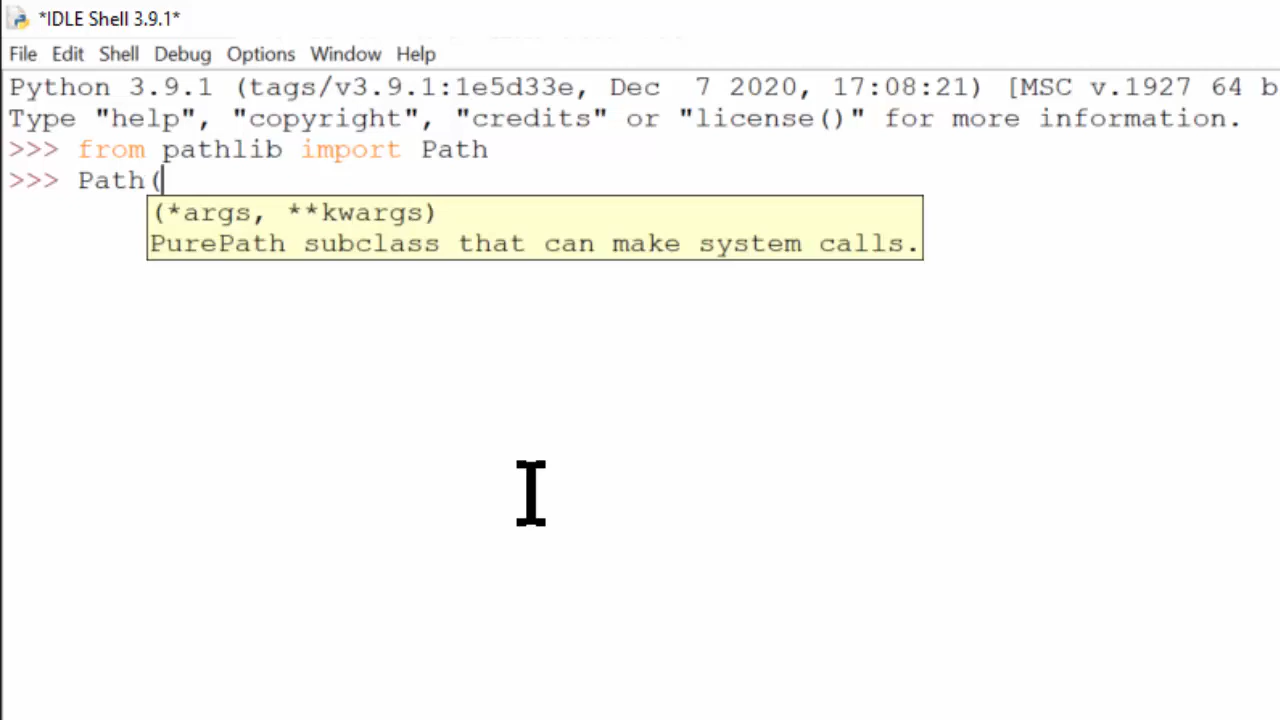 *IDLE Shell 3.9.1*
File Edit Shell Debug Options Window Help
Python 3.9.1 (tags/v3.9.1:1e5d33e, Dec  7 2020, 17:08:21) [MSC v.1927 64 b
Type "help", "copyright", "credits" or "license()" for more information.
>>> from pathlib import Path
>>> Path(
(*args, **kwargs)
PurePath subclass that can make system calls.